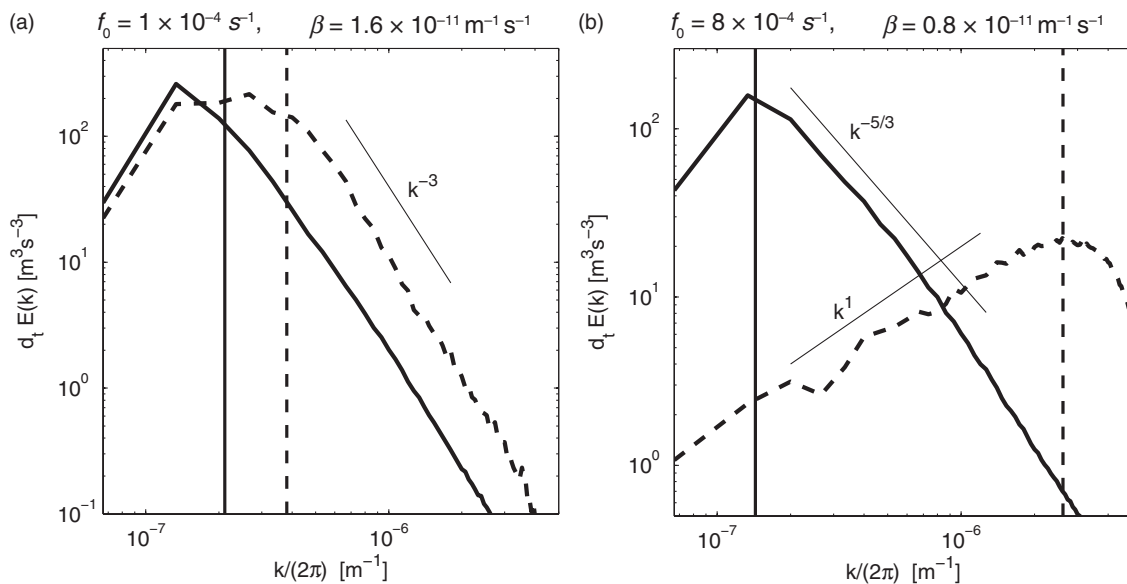 (a) f₀ = 1 × 10⁻⁴ s⁻¹, β = 1.6 × 10⁻¹¹ m⁻¹ s⁻¹
10²
10¹
10⁰
10⁻¹
d_t E(k) [m³s⁻³]
k⁻³
10⁻⁷ 10⁻⁶
k/(2π) [m⁻¹]
(b) f₀ = 8 × 10⁻⁴ s⁻¹, β = 0.8 × 10⁻¹¹ m⁻¹ s⁻¹
10²
10¹
10⁰
d_t E(k) [m³s⁻³]
k⁻⁵/³
k¹
10⁻⁷ 10⁻⁶
k/(2π) [m⁻¹]